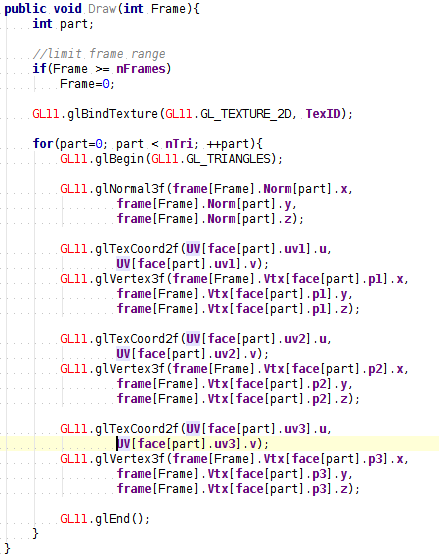 public void Draw(int Frame){
int part;
//limit frame range
if(Frame >= nFrames)
Frame=0;
GL11.glBindTexture(GL11.GL_TEXTURE_2D, TexID);
for(part=0; part < nTri; ++part){
GL11.glBegin(GL11.GL_TRIANGLES);
GL11.glNormal3f(frame[Frame].Norm[part].x,
frame[Frame].Norm[part].y,
frame[Frame].Norm[part].z);
GL11.glTexCoord2f(UV[face[part].uv1].u,
UV[face[part].uv1].v);
GL11.glVertex3f(frame[Frame].Vtx[face[part].p1].x,
frame[Frame].Vtx[face[part].p1].y,
frame[Frame].Vtx[face[part].p1].z);
GL11.glTexCoord2f(UV[face[part].uv2].u,
UV[face[part].uv2].v);
GL11.glVertex3f(frame[Frame].Vtx[face[part].p2].x,
frame[Frame].Vtx[face[part].p2].y,
frame[Frame].Vtx[face[part].p2].z);
GL11.glTexCoord2f(UV[face[part].uv3].u,
UV[face[part].uv3].v);
GL11.glVertex3f(frame[Frame].Vtx[face[part].p3].x,
frame[Frame].Vtx[face[part].p3].y,
frame[Frame].Vtx[face[part].p3].z);
GL11.glEnd();
}
}